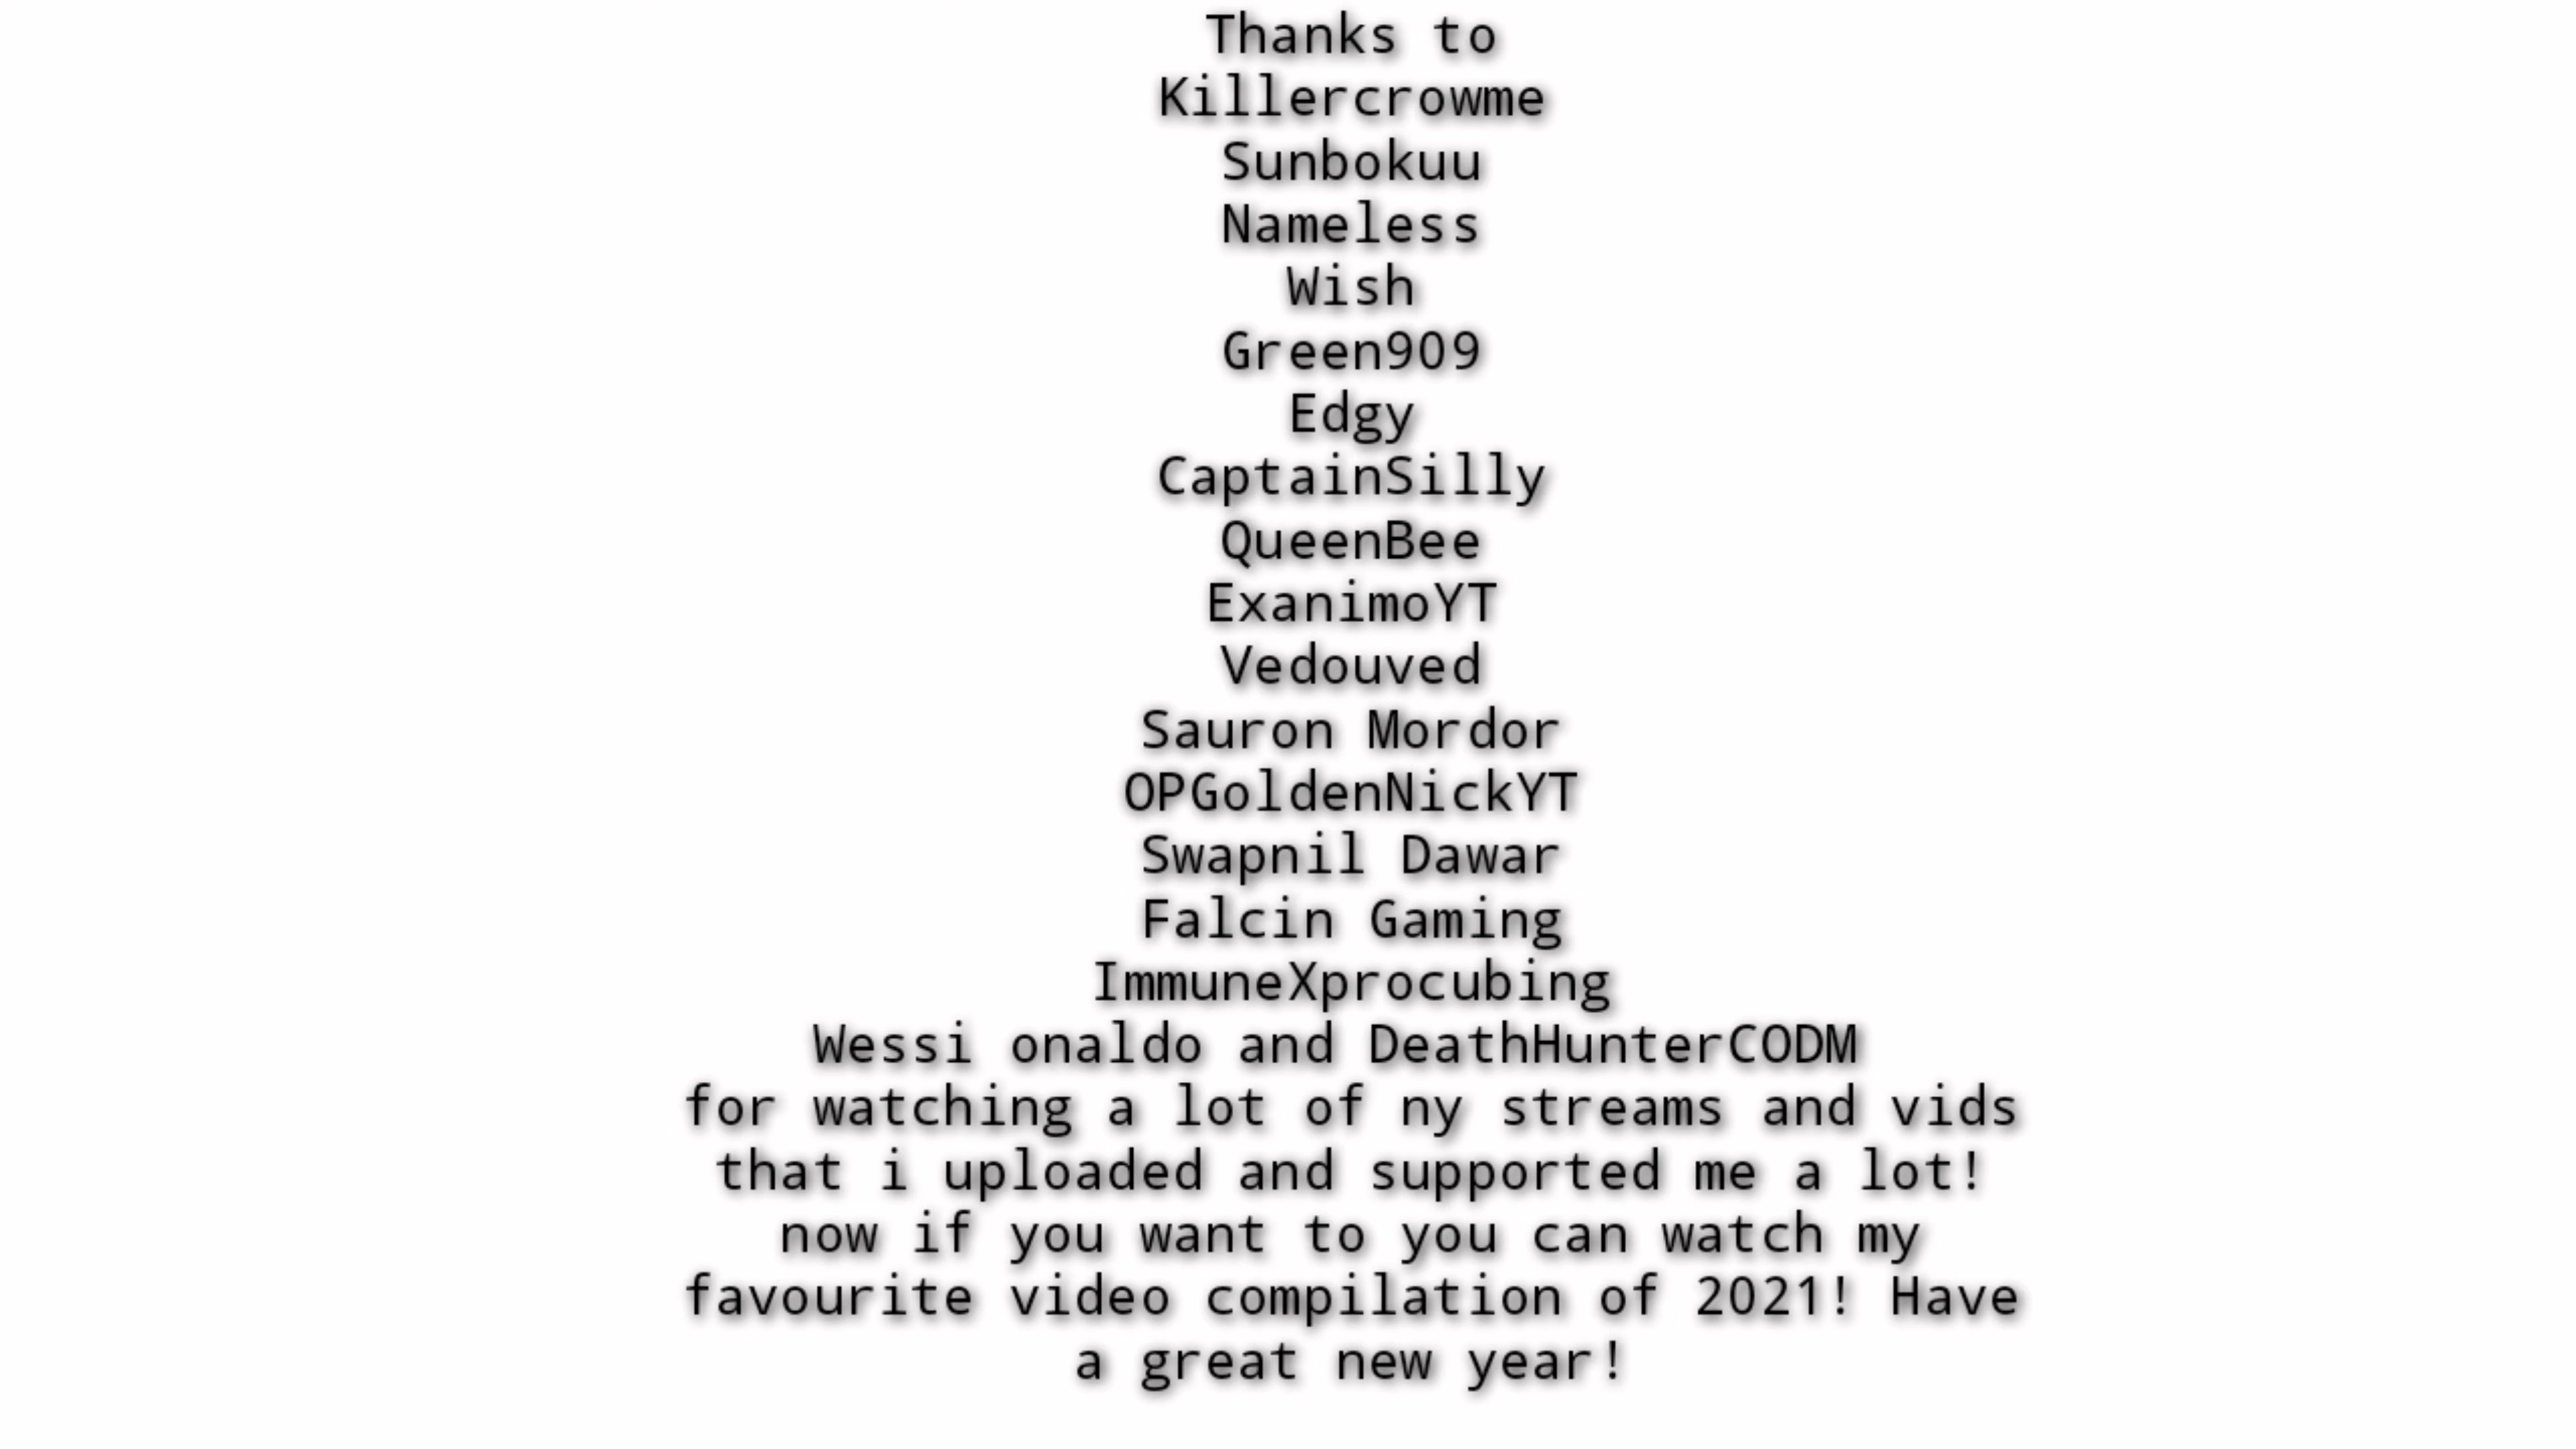 Thanks to
Killercrowme
Sunbokuu
Nameless
Wish
Green909
Edgy
CaptainSilly
QueenBee
ExanimoYT
Vedouved
Sauron Mordor
OPGoldenNickYT
Swapnil Dawar
Falcin Gaming
ImmuneXprocubing
Wessi onaldo and DeathHunterCODM
for watching a lot of ny streams and vids
that i uploaded and supported me a lot!
now if you want to you can watch my
favourite video compilation of 2021! Have
a great new year!